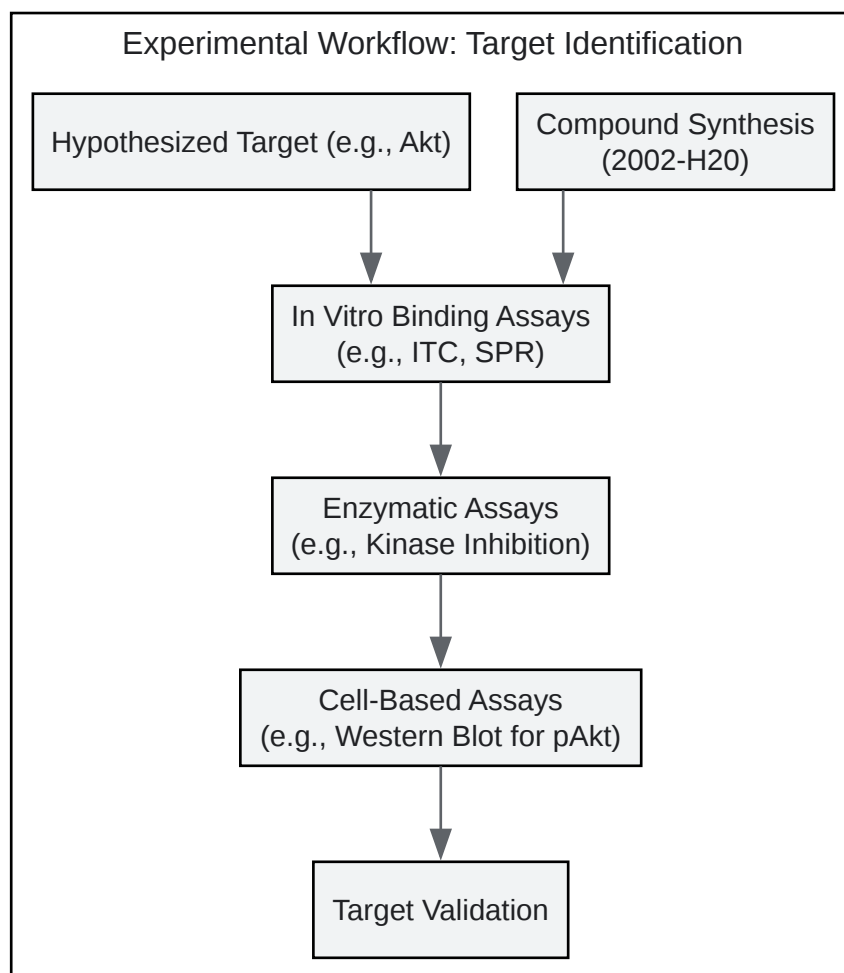 Experimental Workflow: Target Identification
Hypothesized Target (e.g., Akt)
Compound Synthesis
(2002-H20)
In Vitro Binding Assays
(e.g., ITC, SPR)
Enzymatic Assays
(e.g., Kinase Inhibition)
Cell-Based Assays
(e.g., Western Blot for pAkt)
Target Validation